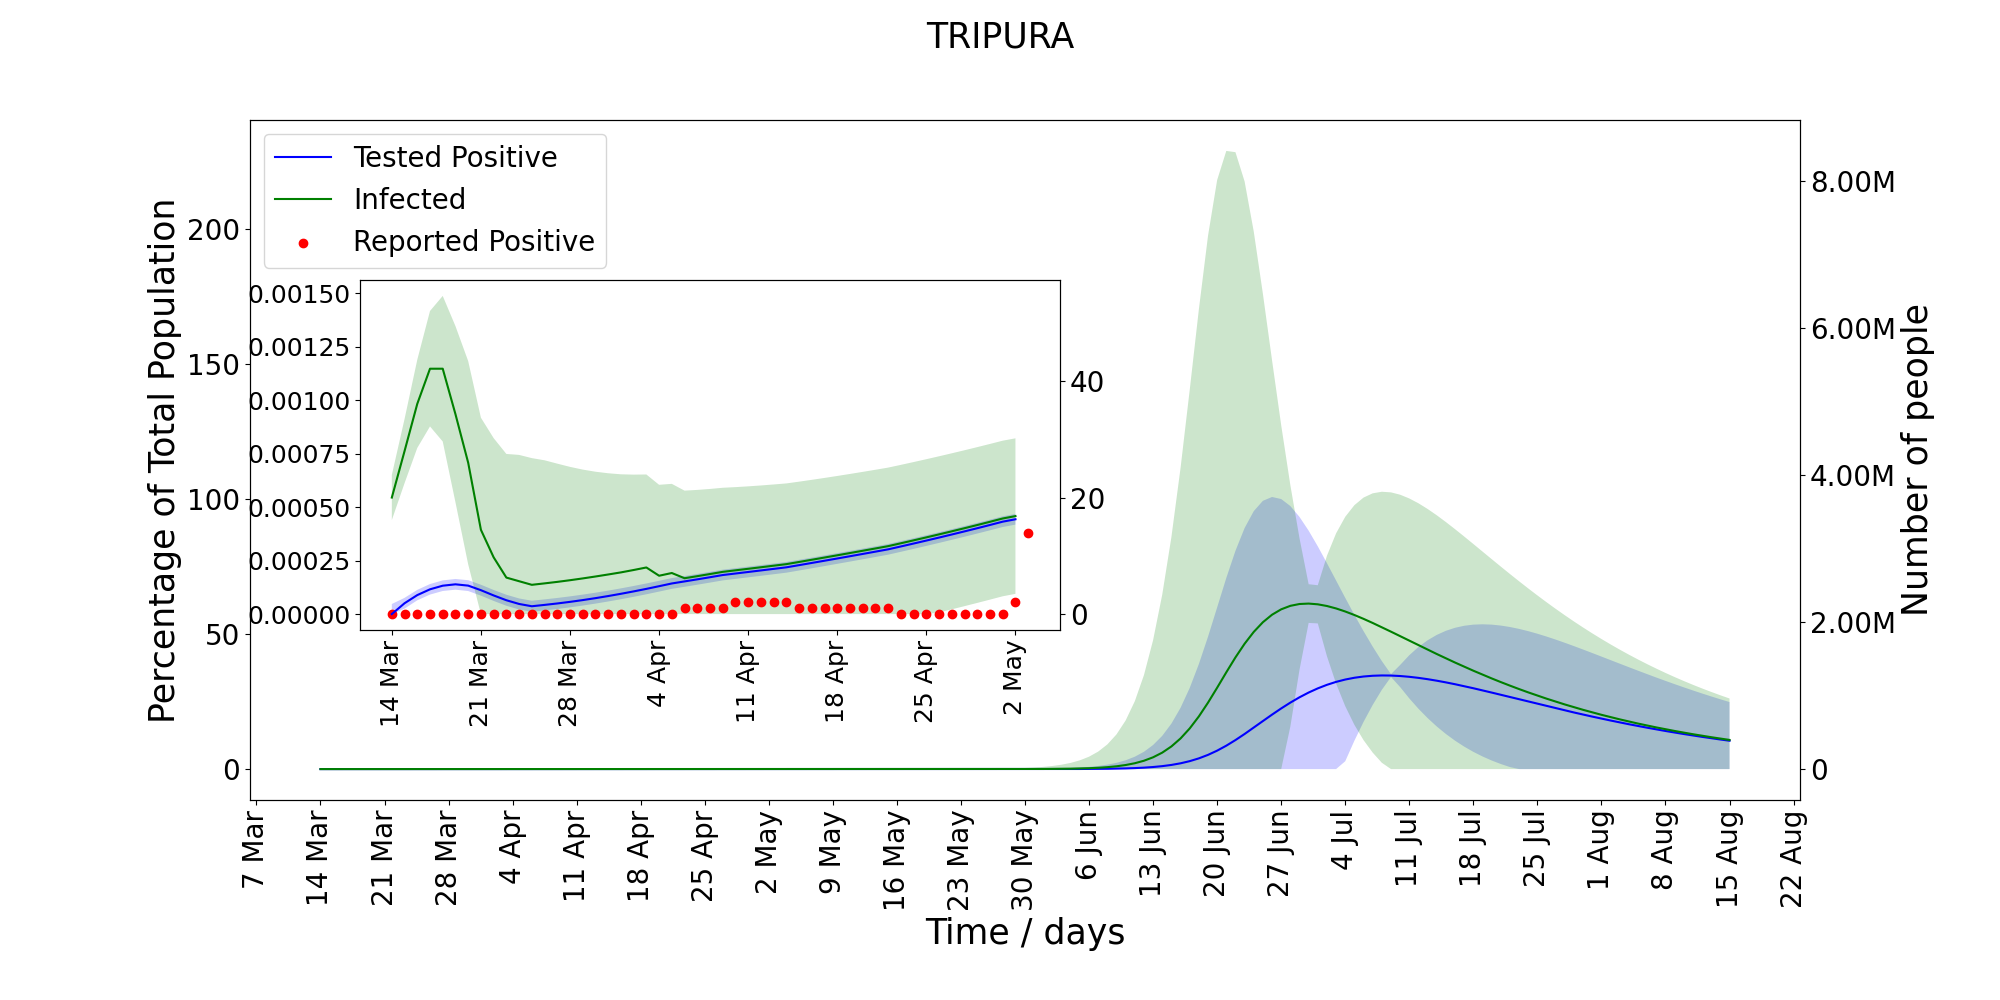 TRIPURA
Tested Positive
Infected
Reported Positive
Percentage of Total Population
200
150
100
50
0
8.00M
6.00M
4.00M
2.00M
0
Number of people
0.00150
0.00125
0.00100
0.00075
0.00050
0.00025
0.00000
40
20
0
14 Mar
21 Mar
28 Mar
4 Apr
11 Apr
18 Apr
25 Apr
2 May
7 Mar
14 Mar
21 Mar
28 Mar
4 Apr
11 Apr
18 Apr
25 Apr
2 May
9 May
16 May
23 May
30 May
6 Jun
13 Jun
20 Jun
27 Jun
4 Jul
11 Jul
18 Jul
25 Jul
1 Aug
8 Aug
15 Aug
22 Aug
Time / days